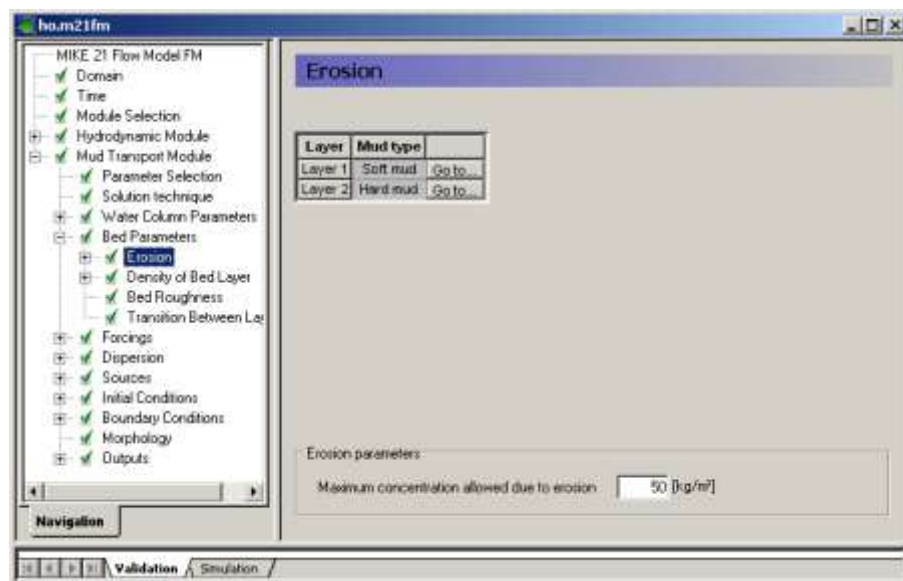 ho.m21fm
MIKE 21 Flow Model FM
Domain
Time
Module Selection
Hydrodynamic Module
Mud Transport Module
Parameter Selection
Solution technique
Water Column Parameters
Bed Parameters
Erosion
Density of Bed Layer
Bed Roughness
Transition Between La
Forcings
Dispersion
Sources
Initial Conditions
Boundary Conditions
Morphology
Outputs
Navigation
Erosion
Layer Mud type
Layer 1 Soft mud Go to...
Layer 2 Hard mud Go to...
Erosion parameters
Maximum concentration allowed due to erosion 50 [kg/m³]
Validation Simulation